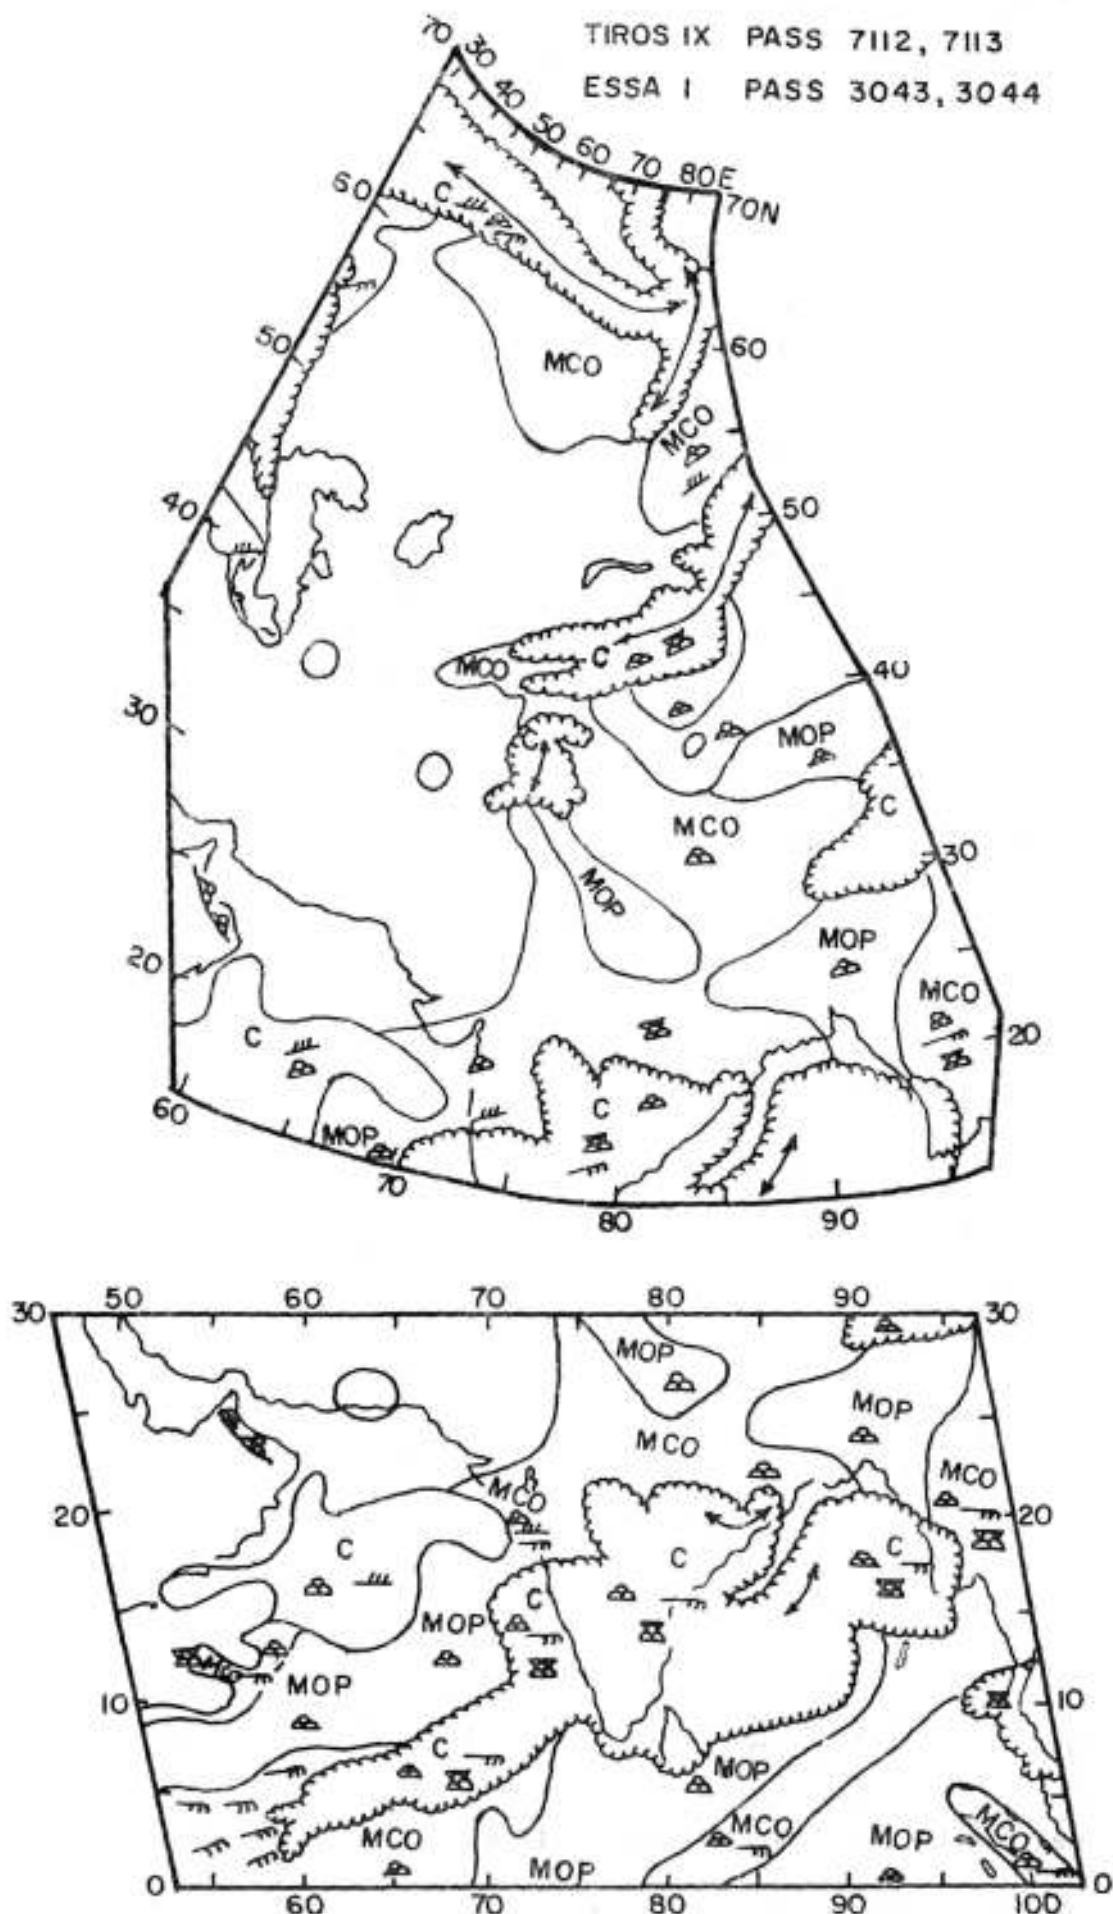 TIROS IX PASS 7112, 7113
ESSA I PASS 3043, 3044
70 30 40 50 60 70 80E
70N
60
C
50
MCO
60
MCO
40
50
MCO
C
40
30
MOP
C
C
MCO
30
MOP
MOP
20
MCO
C
20
C
60
MOP
70
80
90
30 50 60 70 80 90 30
MOP
MOP
MCO
MCO
MCO
20
C
C
C
20
C
MOP
MOP
10
10
C
MOP
MCO
MCO
MOP
MCO
MOP
0
0
60 70 80 90 100